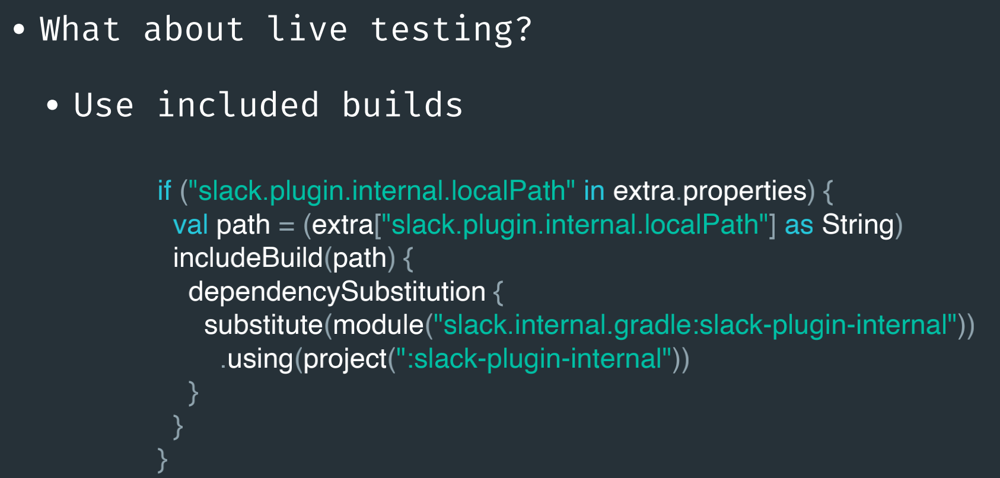 • What about live testing?
• Use included builds
if ("slack.plugin.internal.localPath" in extra.properties) {
  val path = (extra["slack.plugin.internal.localPath"] as String)
  includeBuild(path) {
    dependencySubstitution {
      substitute(module("slack.internal.gradle:slack-plugin-internal"))
        .using(project(":slack-plugin-internal"))
    }
  }
}